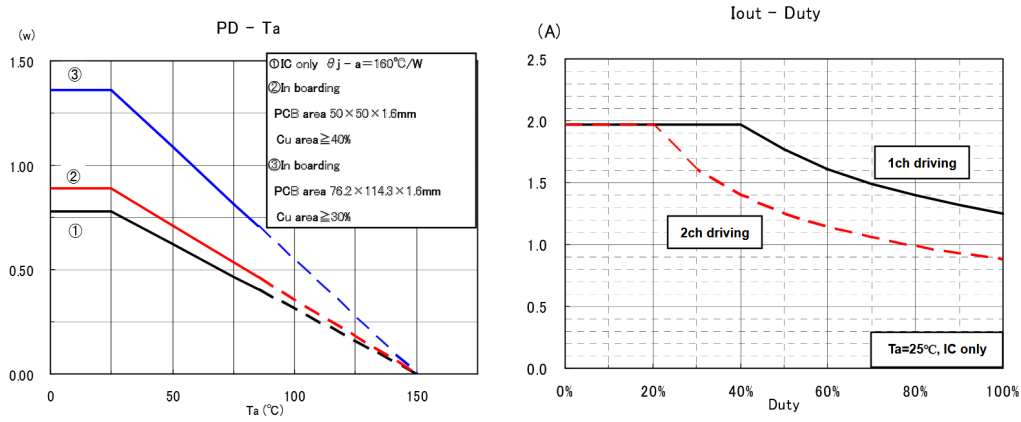 PD - Ta
(w)
1.50
1.00
0.50
0.00
③
②
①
①IC only θj-a=160℃/W
②In boarding
PCB area 50×50×1.6mm
Cu area≧40%
③In boarding
PCB area 76.2×114.3×1.6mm
Cu area≧30%
0 50 100 150
Ta(℃)
Iout - Duty
(A)
2.5
2.0
1.5
1.0
0.5
0.0
1ch driving
2ch driving
Ta=25℃, IC only
0% 20% 40% 60% 80% 100%
Duty